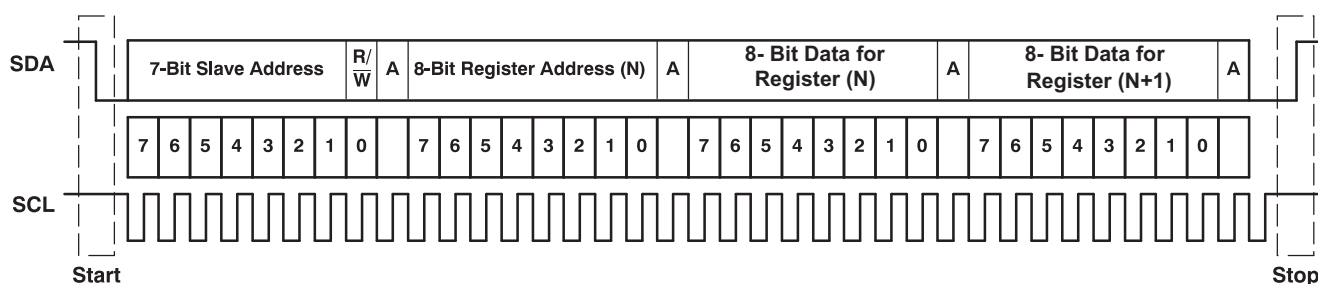 SDA
7-Bit Slave Address
R/
W
A
8-Bit Register Address (N)
A
8- Bit Data for
Register (N)
A
8- Bit Data for
Register (N+1)
A
7 6 5 4 3 2 1 0 7 6 5 4 3 2 1 0 7 6 5 4 3 2 1 0 7 6 5 4 3 2 1 0
SCL
Start
Stop